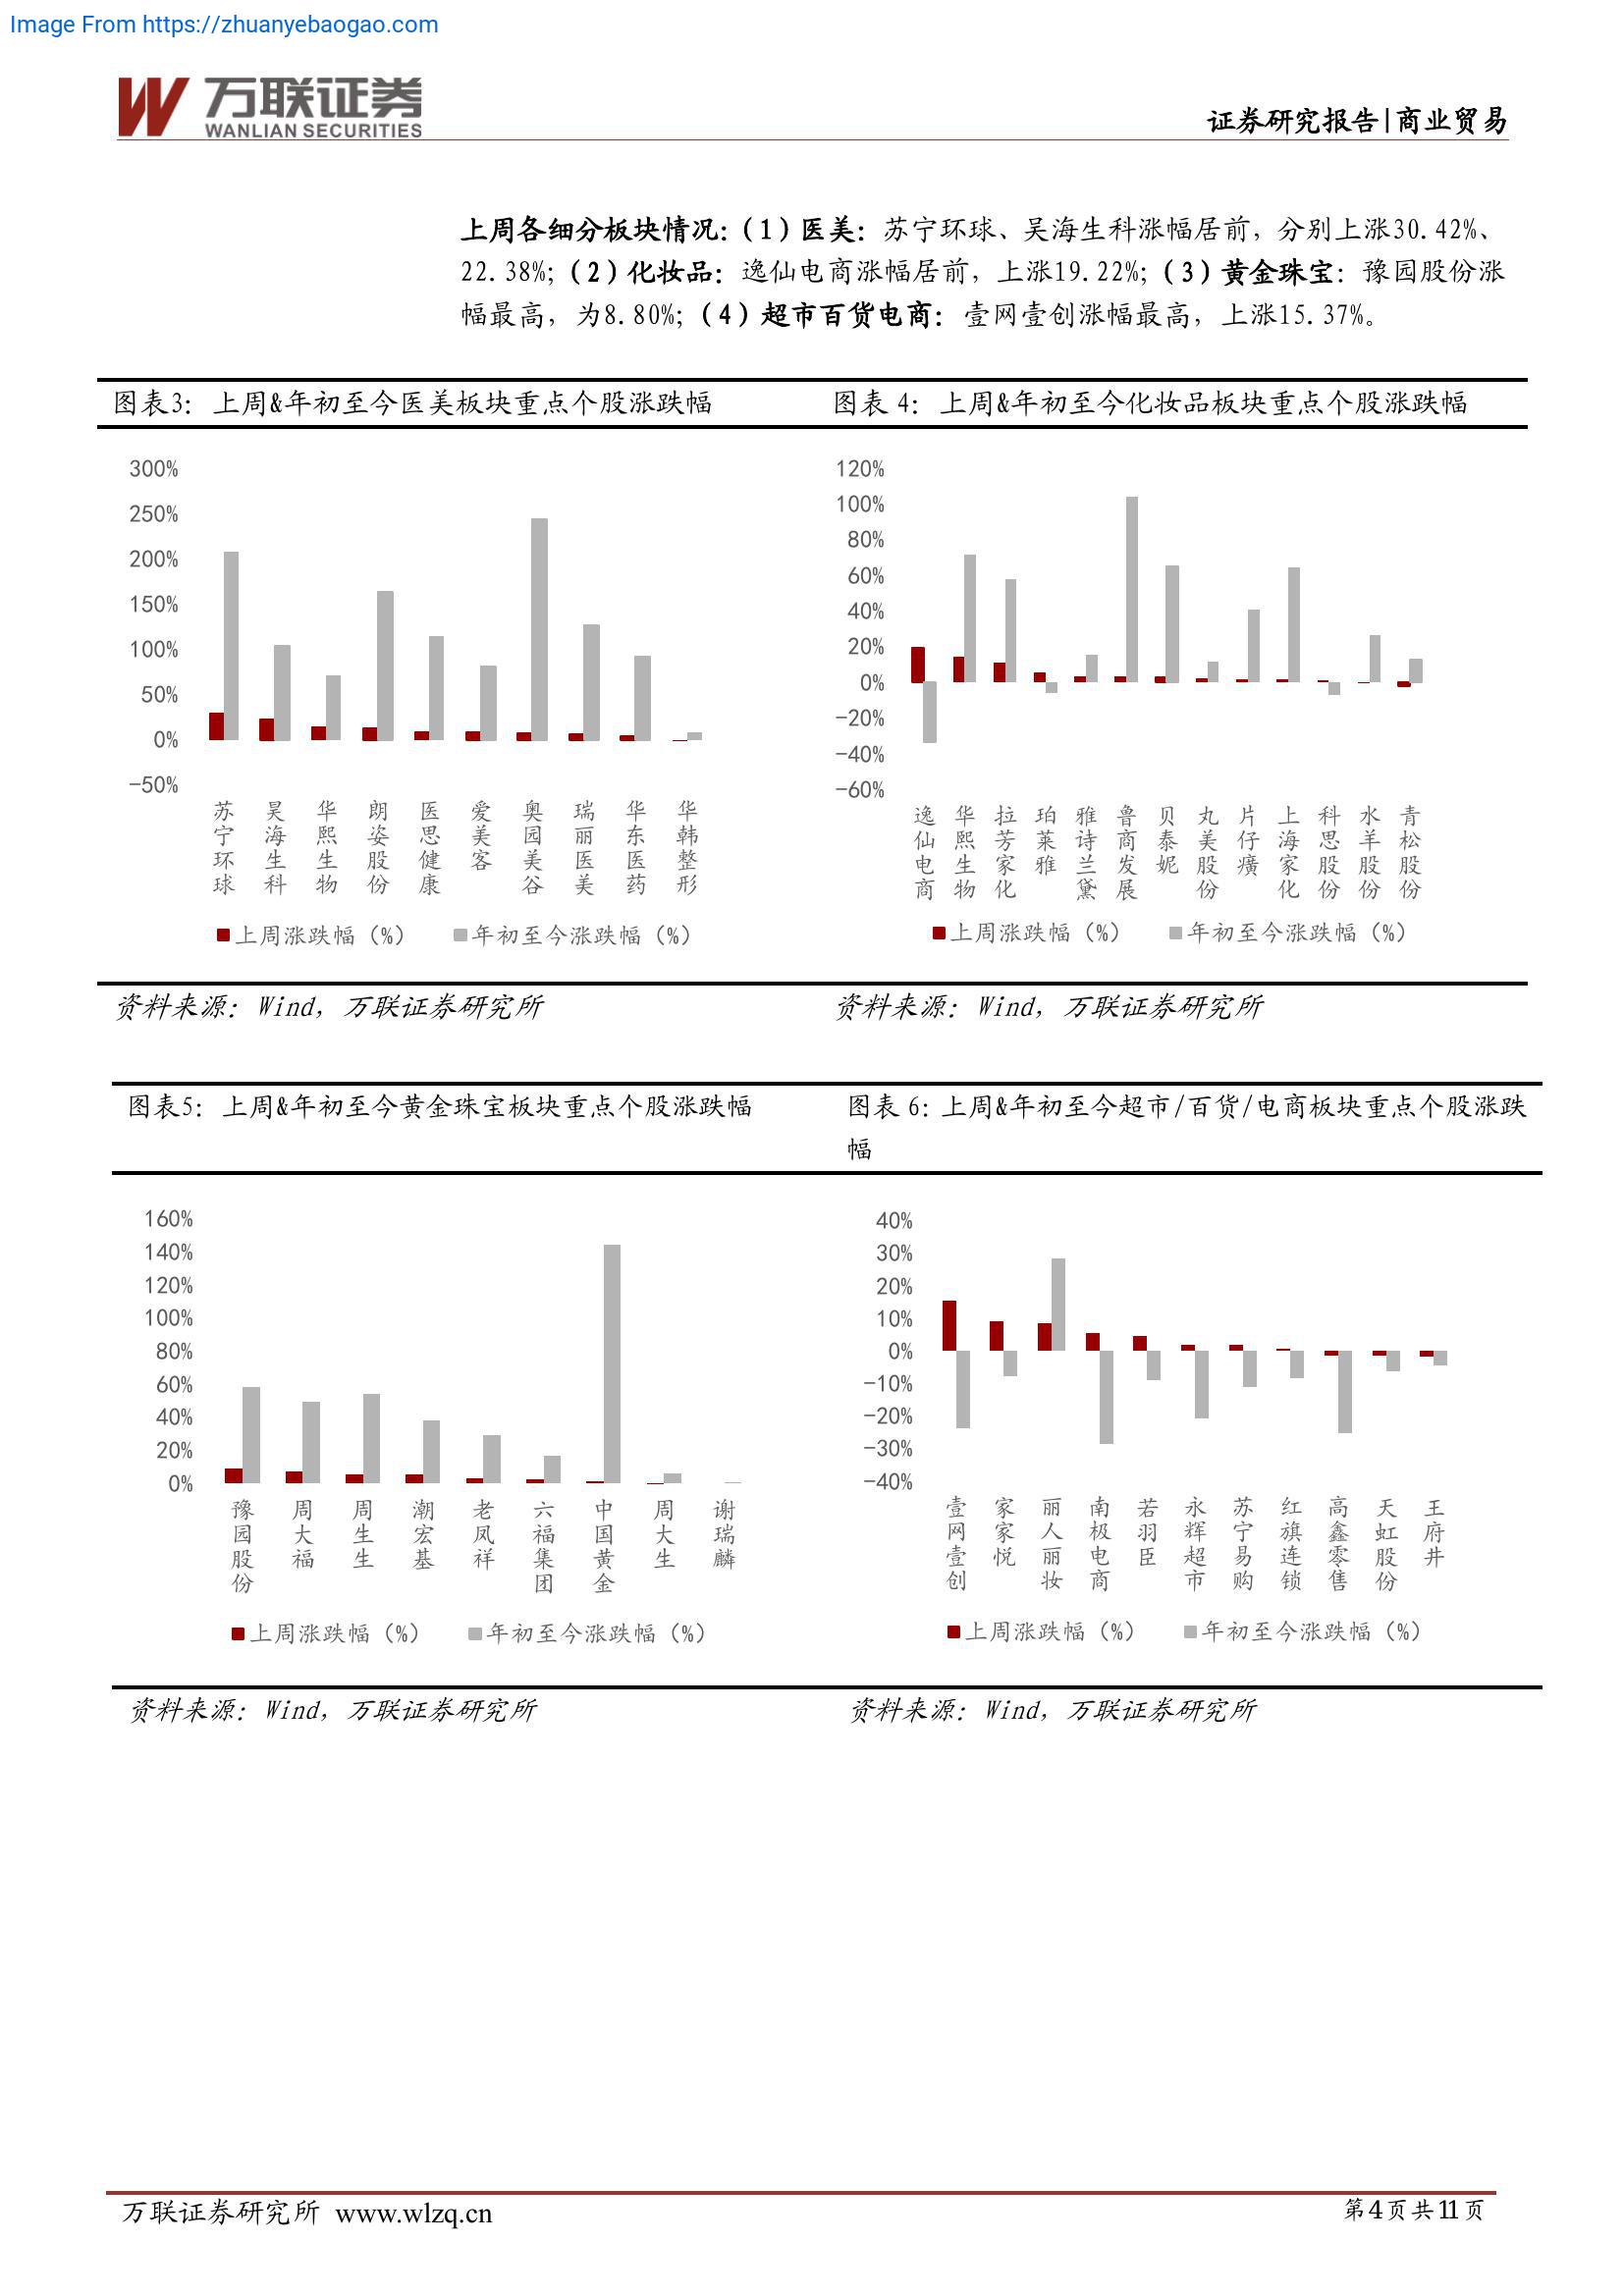 Image From https://zhuanyebaogao.com
万联证券
WANLIAN SECURITIES
证券研究报告|商业贸易
上周各细分板块情况:（1）医美：苏宁环球、吴海生科涨幅居前，分别上涨30.42%、
22.38%;（2）化妆品：逸仙电商涨幅居前，上涨19.22%;（3）黄金珠宝：豫园股份涨
幅最高，为8.80%;（4）超市百货电商：壹网壹创涨幅最高，上涨15.37%。
图表3：上周&年初至今医美板块重点个股涨跌幅
300%
250%
200%
150%
100%
50%
0%
-50%
苏宁环球
昊海生科
华熙生物
朗姿股份
医思健康
爱美客
奥园美谷
瑞丽医美
华东医药
华韩整形
上周涨跌幅（%）
年初至今涨跌幅（%）
资料来源：Wind，万联证券研究所
图表 4：上周&年初至今化妆品板块重点个股涨跌幅
120%
100%
80%
60%
40%
20%
0%
-20%
-40%
-60%
逸仙电商
华熙生物
拉芳家化
珀莱雅
雅诗兰黛
鲁商发展
贝泰妮
丸美股份
片仔癀
上海家化
科思股份
水羊股份
青松股份
上周涨跌幅（%）
年初至今涨跌幅（%）
资料来源：Wind，万联证券研究所
图表5：上周&年初至今黄金珠宝板块重点个股涨跌幅
160%
140%
120%
100%
80%
60%
40%
20%
0%
豫园股份
周大福
周生生
潮宏基
老凤祥
六福集团
中国黄金
周大生
谢瑞麟
上周涨跌幅（%）
年初至今涨跌幅（%）
资料来源：Wind，万联证券研究所
图表 6：上周&年初至今超市/百货/电商板块重点个股涨跌
幅
40%
30%
20%
10%
0%
-10%
-20%
-30%
-40%
壹网壹创
家家悦
丽人丽妆
南极电商
若羽臣
永辉超市
苏宁易购
红旗连锁
高鑫零售
天虹股份
王府井
上周涨跌幅（%）
年初至今涨跌幅（%）
资料来源：Wind，万联证券研究所
万联证券研究所 www.wlzq.cn
第4页共11页